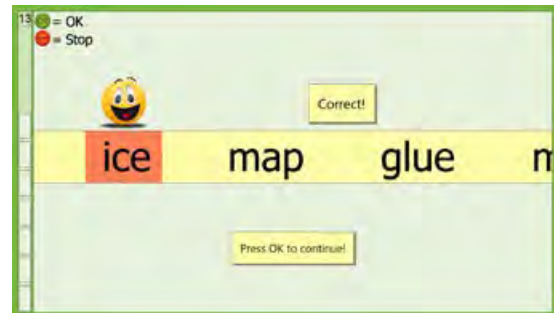 13
= OK
= Stop
Correct!
ice map glue
Press OK to continue!